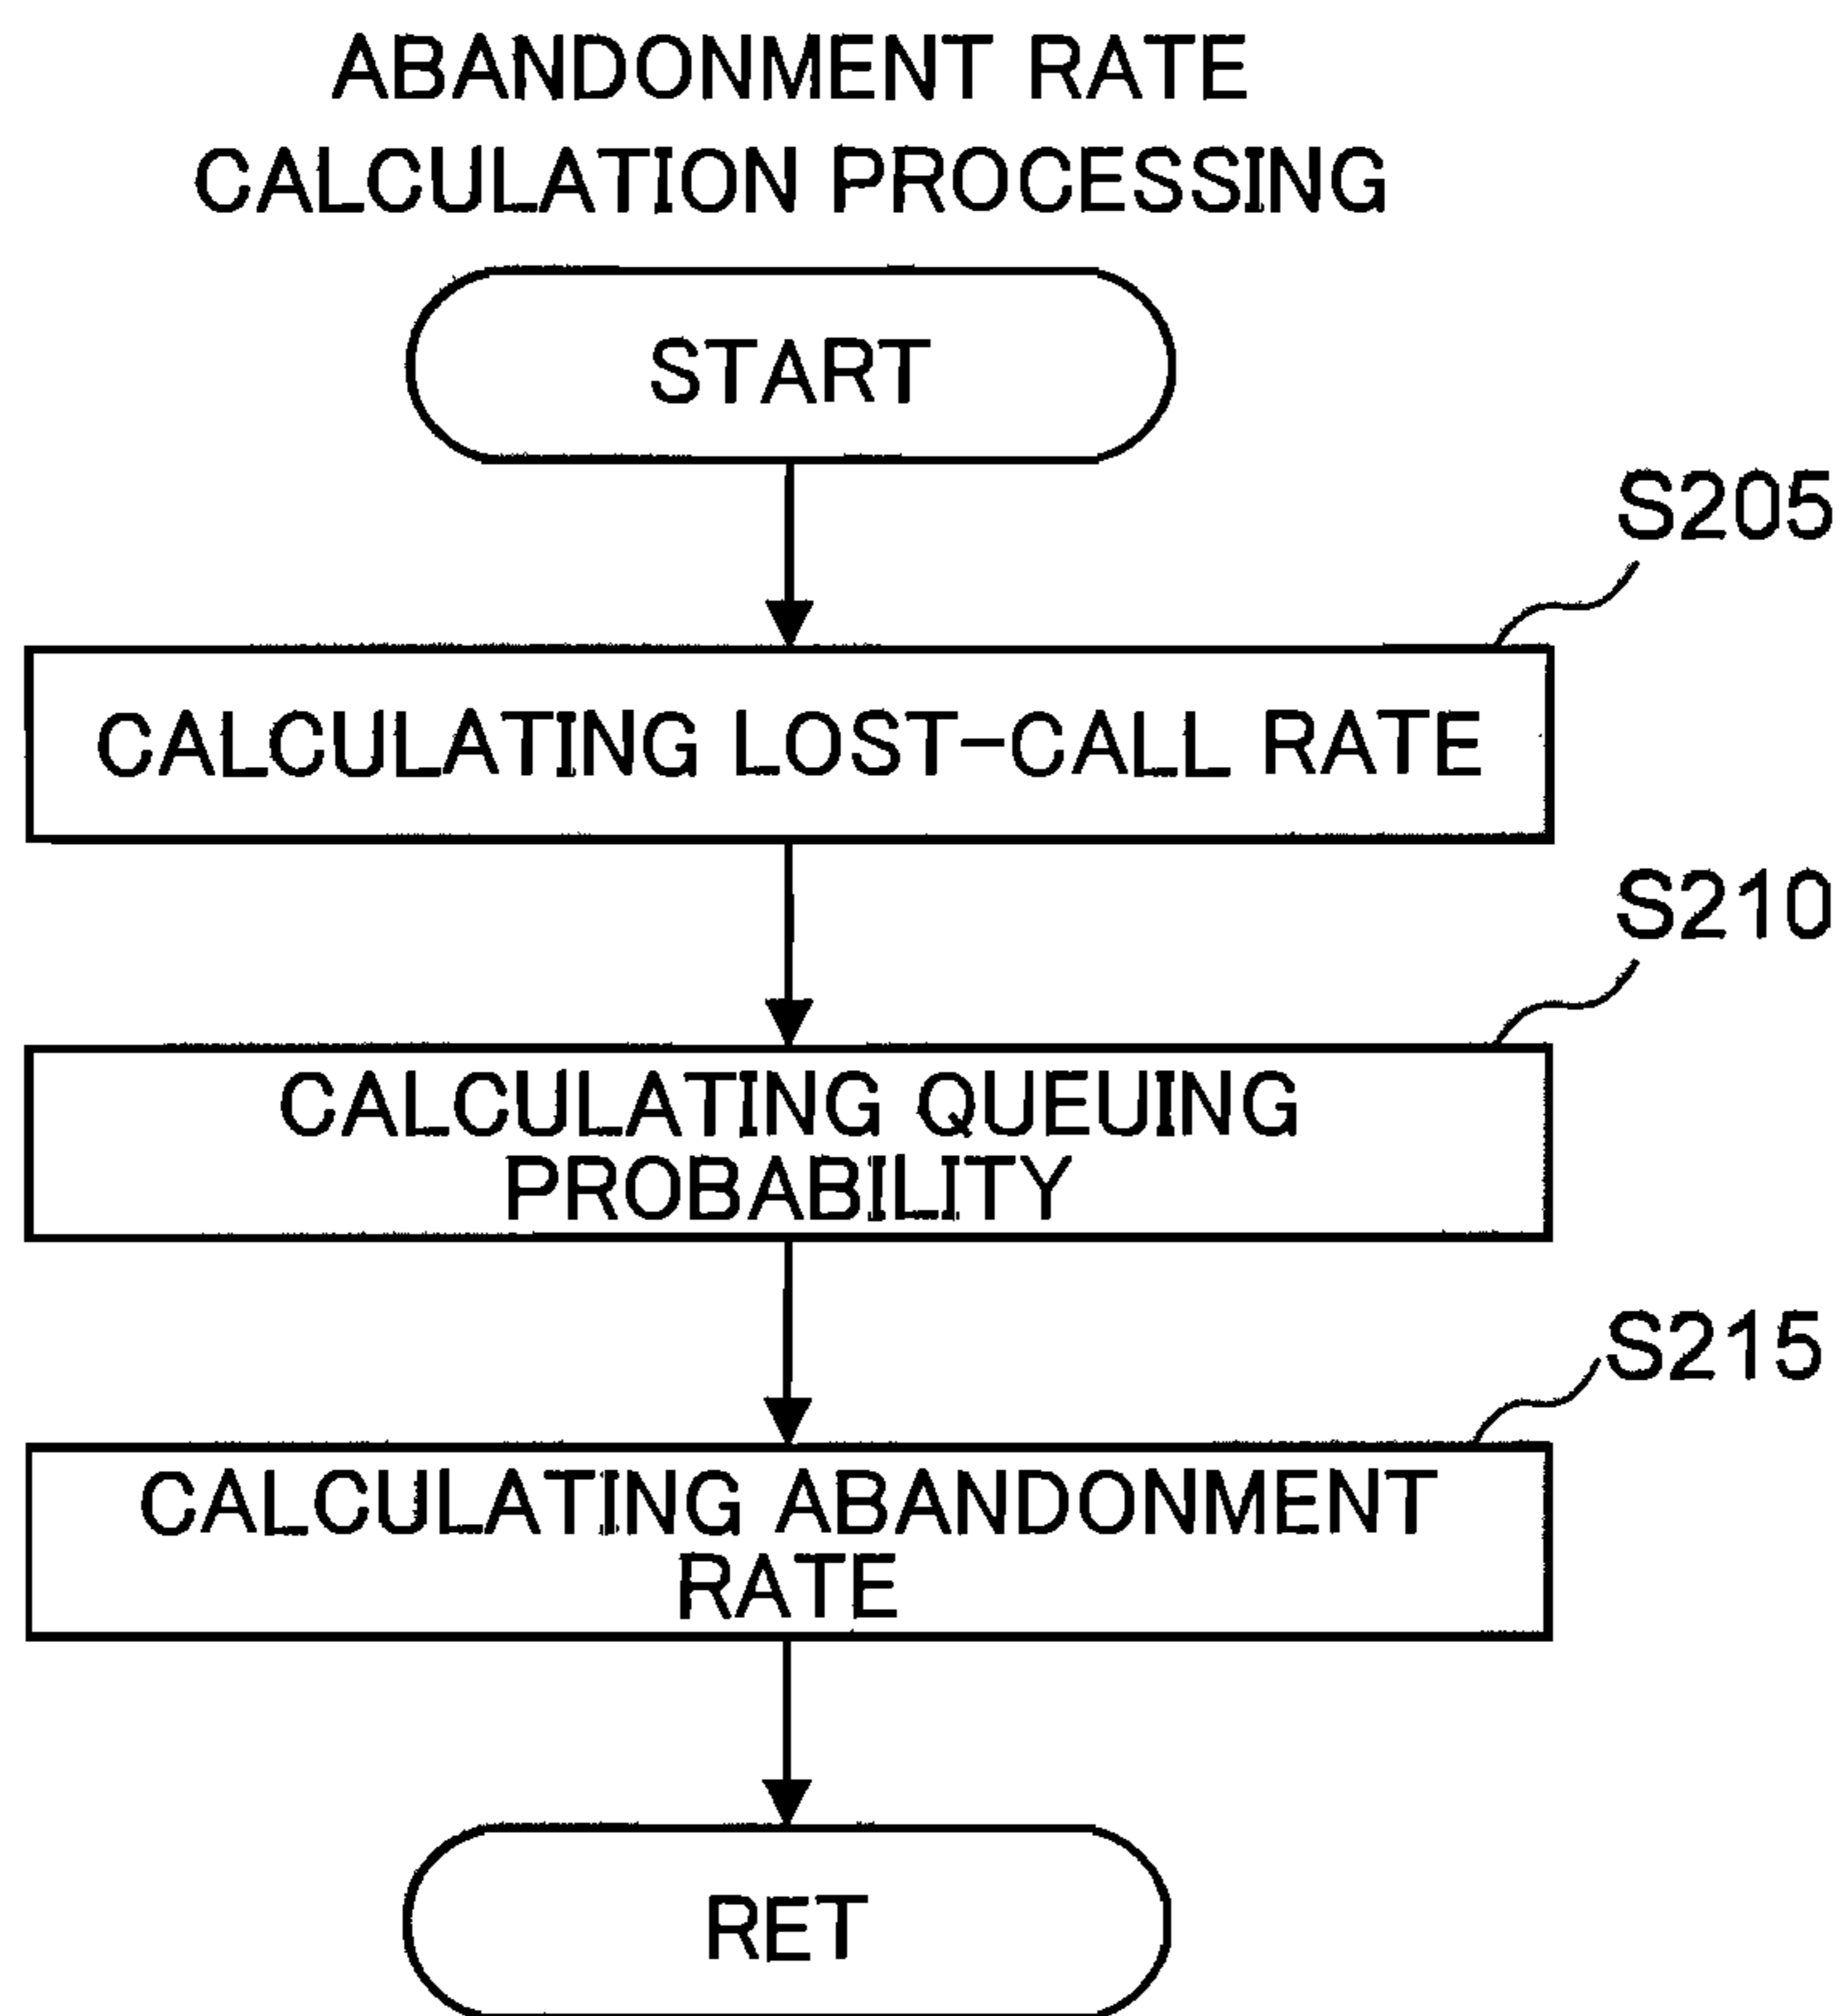 ABANDONMENT RATE
CALCULATION PROCESSING
START
S205
CALCULATING LOST-CALL RATE
S210
CALCULATING QUEUING
PROBABILITY
S215
CALCULATING ABANDONMENT
RATE
RET